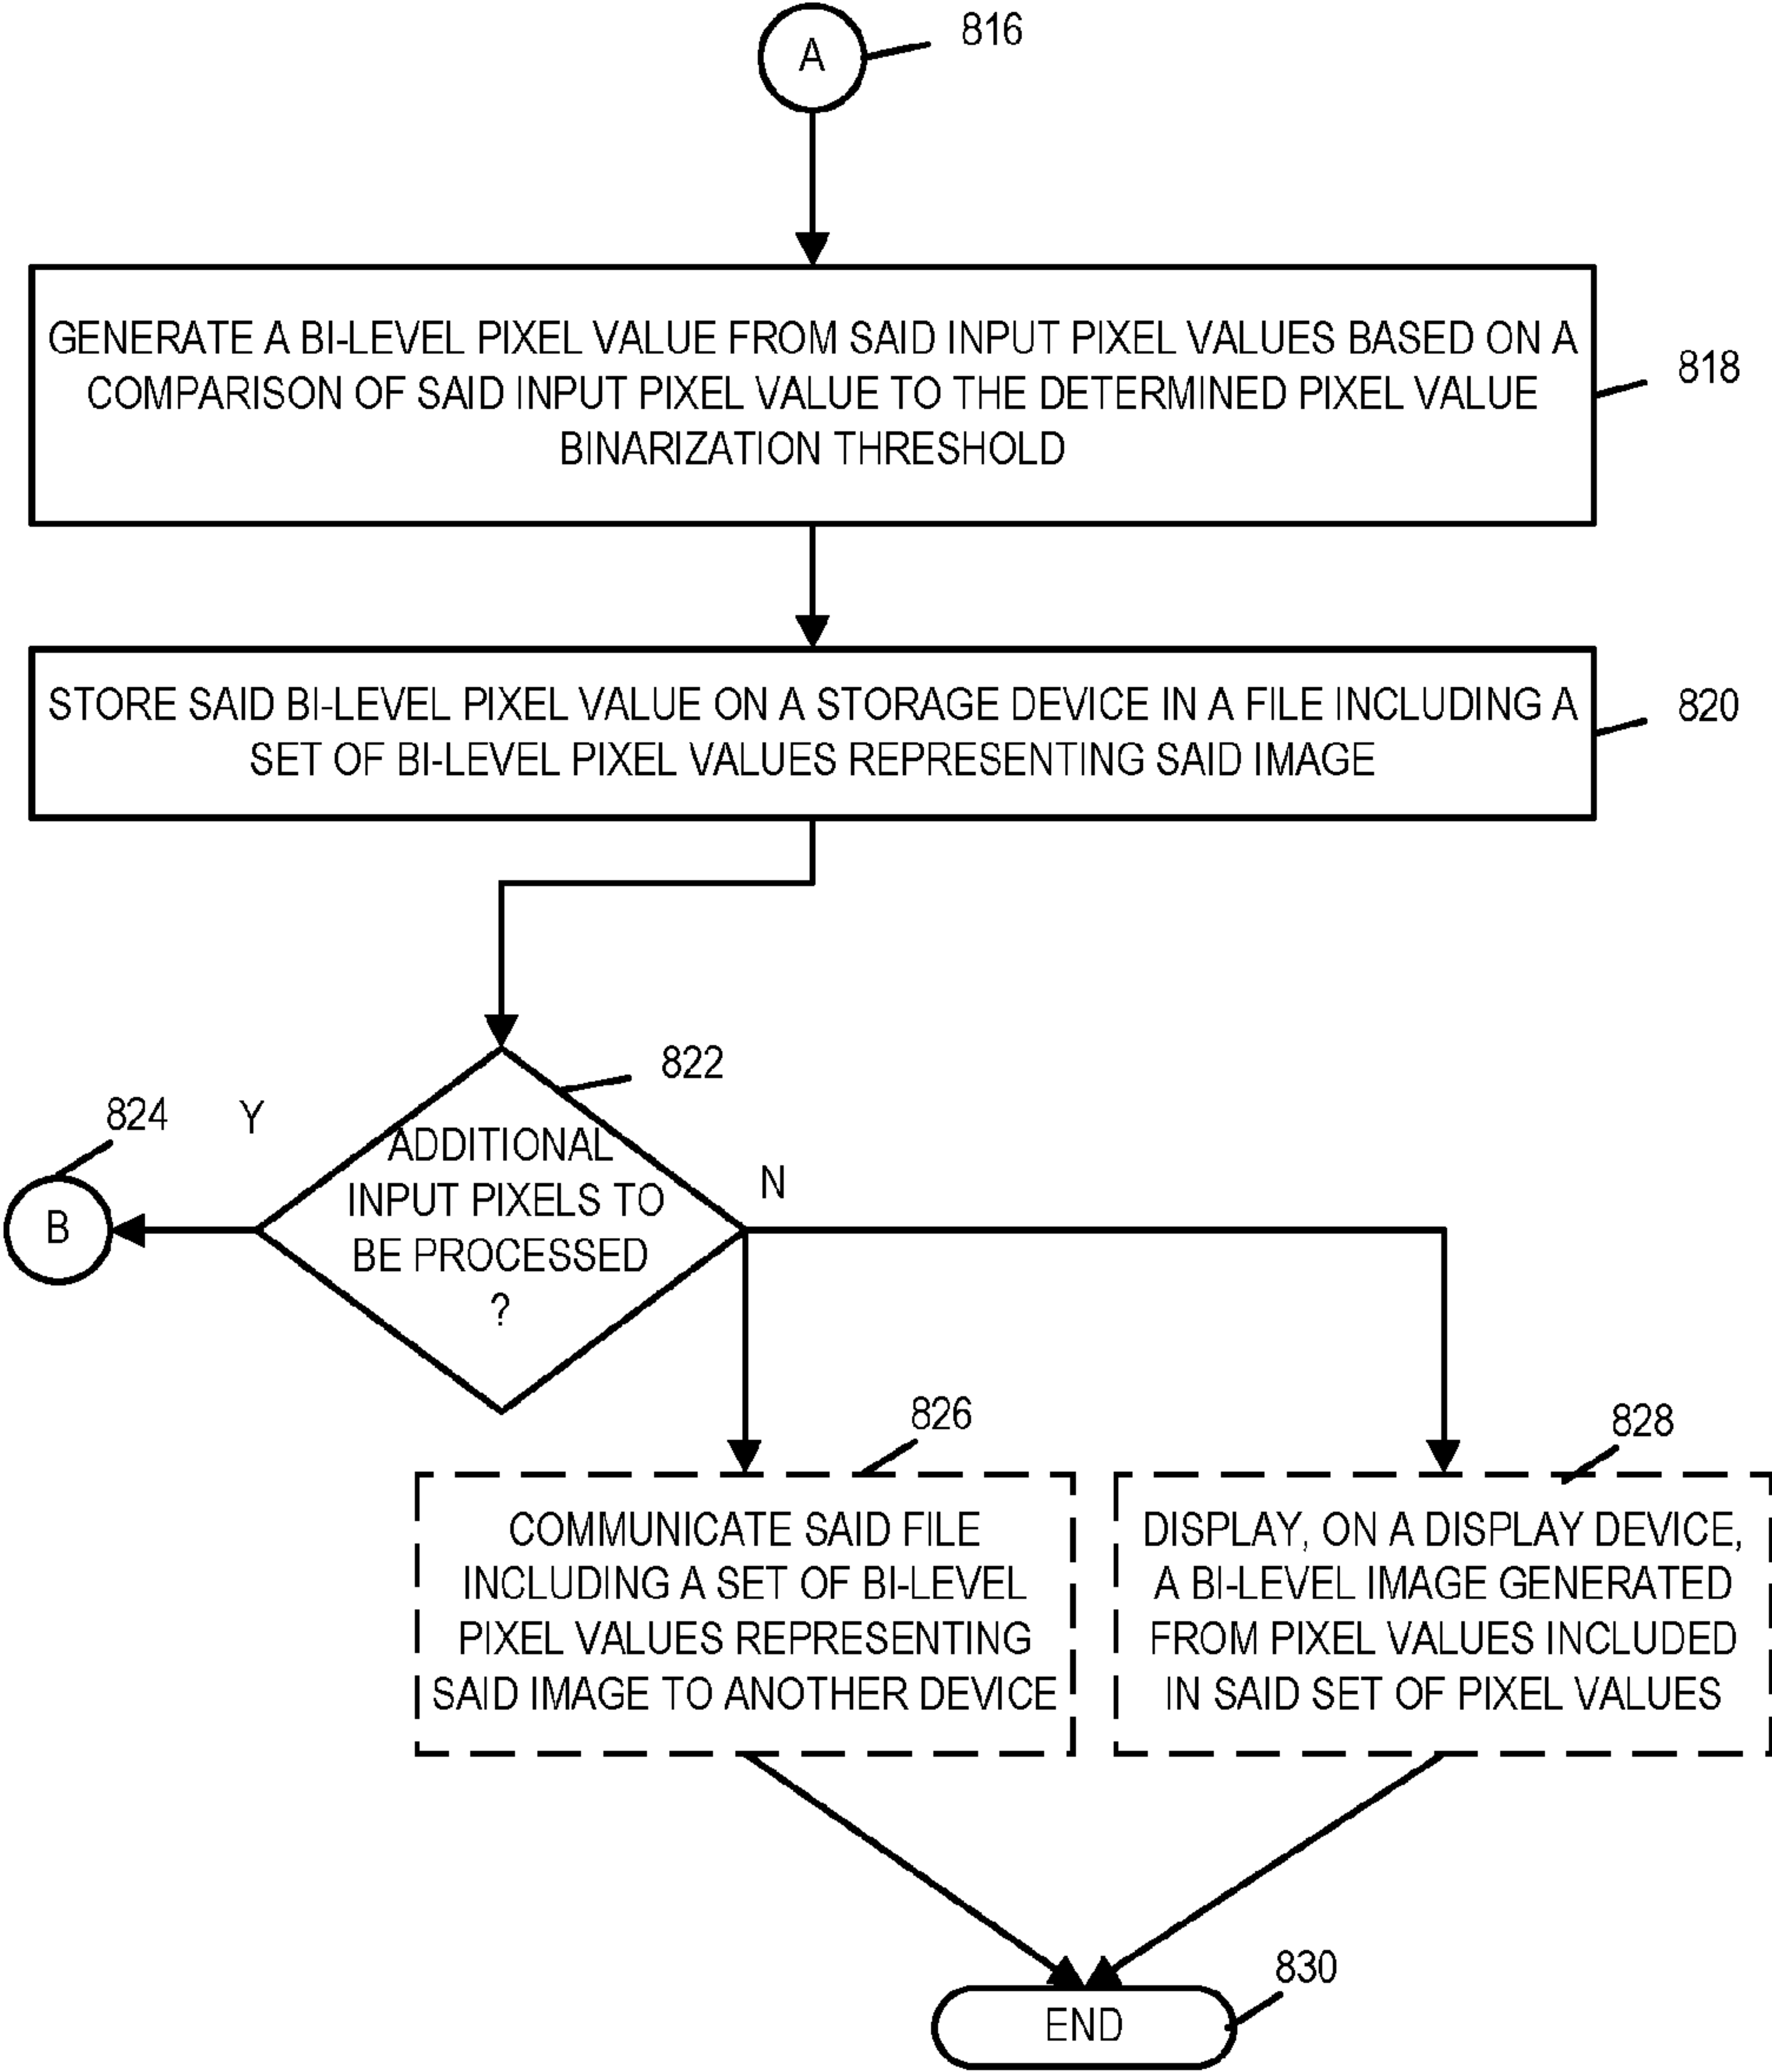 A
816
GENERATE A BI-LEVEL PIXEL VALUE FROM SAID INPUT PIXEL VALUES BASED ON A
COMPARISON OF SAID INPUT PIXEL VALUE TO THE DETERMINED PIXEL VALUE
BINARIZATION THRESHOLD
818
STORE SAID BI-LEVEL PIXEL VALUE ON A STORAGE DEVICE IN A FILE INCLUDING A
SET OF BI-LEVEL PIXEL VALUES REPRESENTING SAID IMAGE
820
822
ADDITIONAL
INPUT PIXELS TO
BE PROCESSED
?
824
Y
B
N
826
COMMUNICATE SAID FILE
INCLUDING A SET OF BI-LEVEL
PIXEL VALUES REPRESENTING
SAID IMAGE TO ANOTHER DEVICE
828
DISPLAY, ON A DISPLAY DEVICE,
A BI-LEVEL IMAGE GENERATED
FROM PIXEL VALUES INCLUDED
IN SAID SET OF PIXEL VALUES
830
END